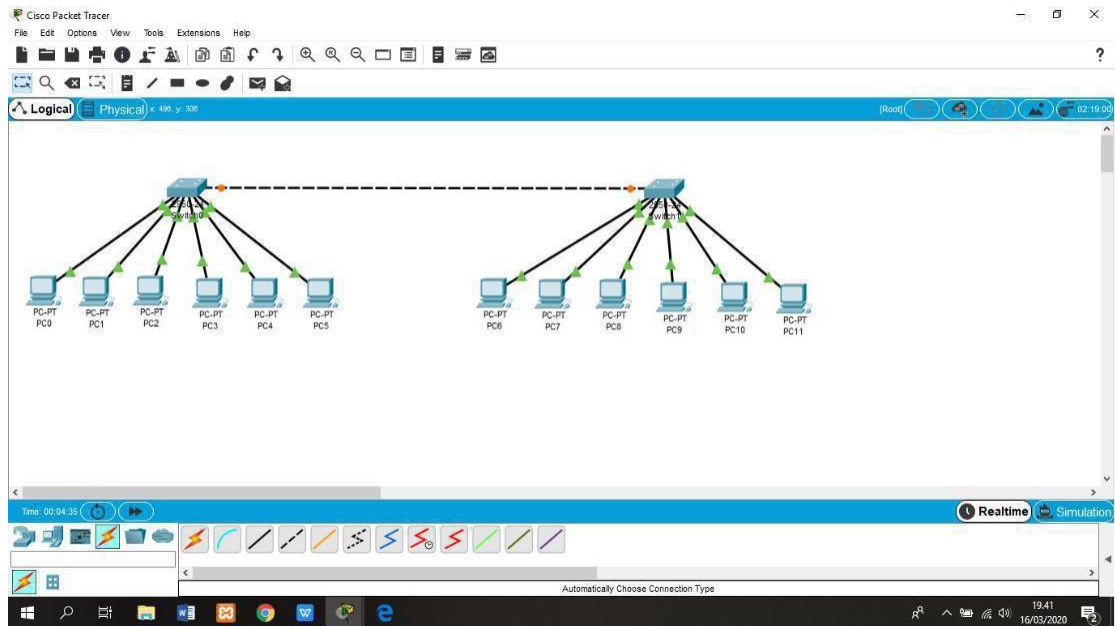 Cisco Packet Tracer
File Edit Options View Tools Extensions Help
?
Logical Physical x: 496, y: 306 [Root] 02:19:00
Switch0
PC-PT
PC0
PC-PT
PC1
PC-PT
PC2
PC-PT
PC3
PC-PT
PC4
PC-PT
PC5
PC-PT
PC6
PC-PT
PC7
PC-PT
PC8
PC-PT
PC9
PC-PT
PC10
PC-PT
PC11
Time: 00:04:35 Realtime Simulation
Automatically Choose Connection Type
19.41
16/03/2020
2